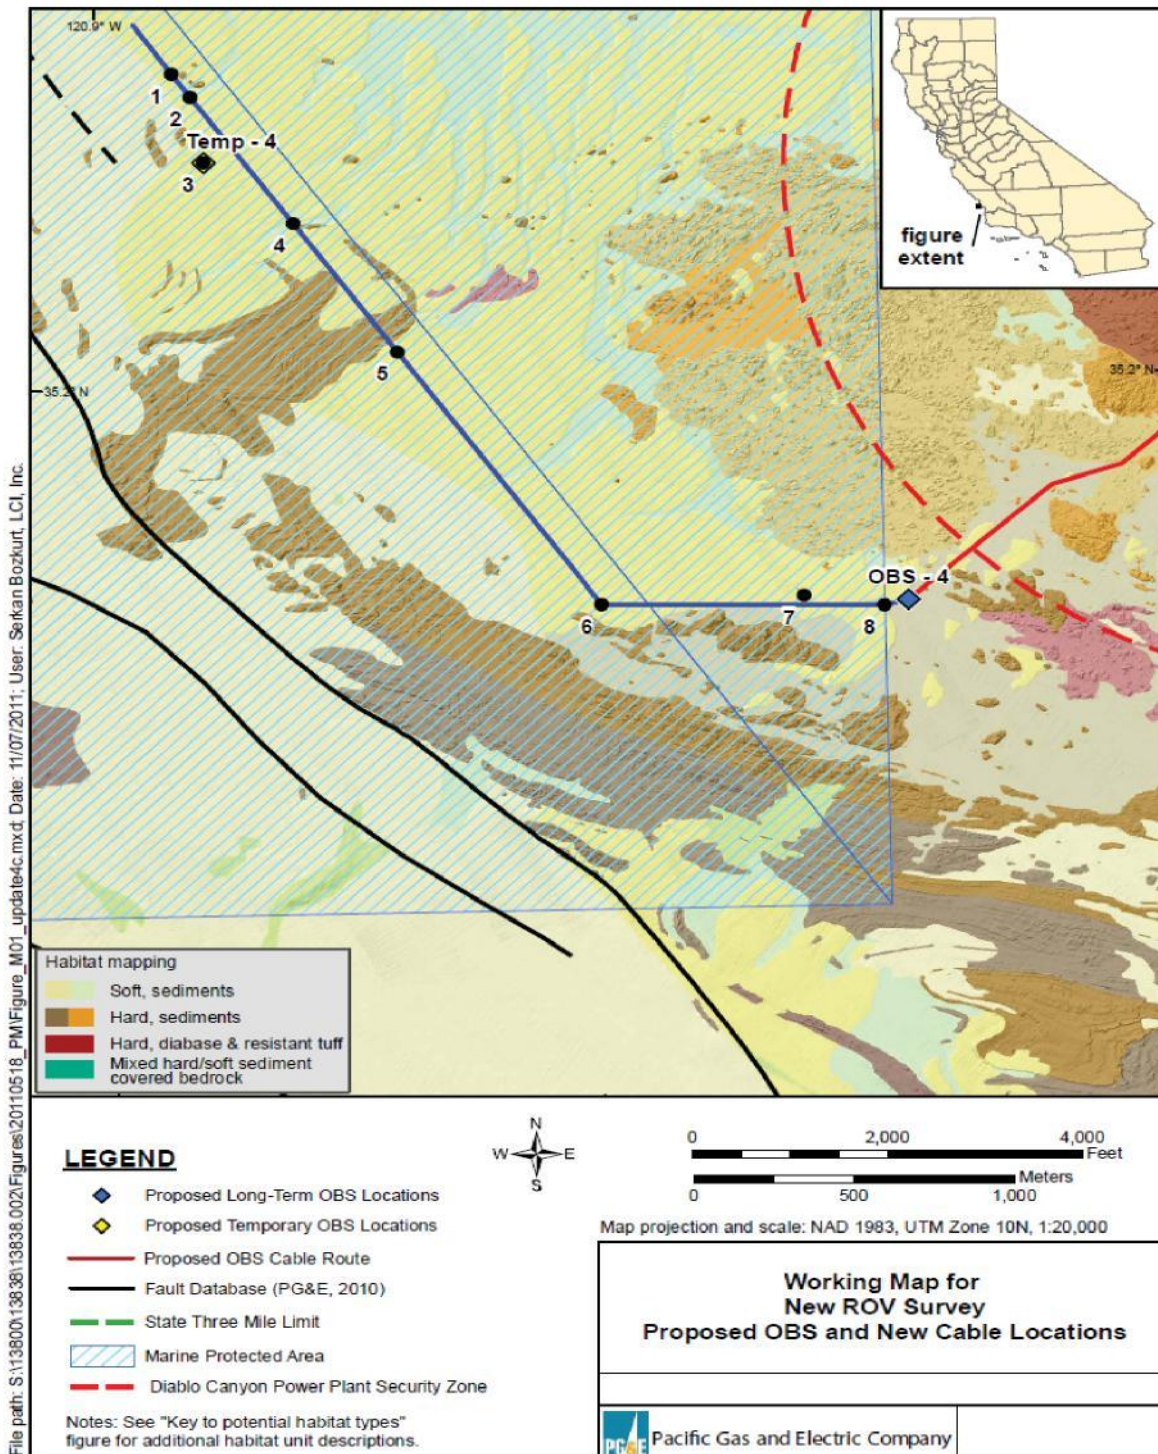 120.9° W
1
2
Temp - 4
3
4
5
6
7
8
OBS - 4
35.2° N
35.2° N
figure
extent
File path: S:\13800\13838\13838.002\Figures\20110518_PM\Figure_M01_update4c.mxd; Date: 11/07/2011; User: Serkan Bozkurt, LCI, Inc.
Habitat mapping
Soft, sediments
Hard, sediments
Hard, diabase & resistant tuff
Mixed hard/soft sediment
covered bedrock
LEGEND
Proposed Long-Term OBS Locations
Proposed Temporary OBS Locations
Proposed OBS Cable Route
Fault Database (PG&E, 2010)
State Three Mile Limit
Marine Protected Area
Diablo Canyon Power Plant Security Zone
Notes: See "Key to potential habitat types"
figure for additional habitat unit descriptions.
N
W E
S
0 2,000 4,000
Feet
Meters
0 500 1,000
Map projection and scale: NAD 1983, UTM Zone 10N, 1:20,000
Working Map for
New ROV Survey
Proposed OBS and New Cable Locations
PG&E Pacific Gas and Electric Company